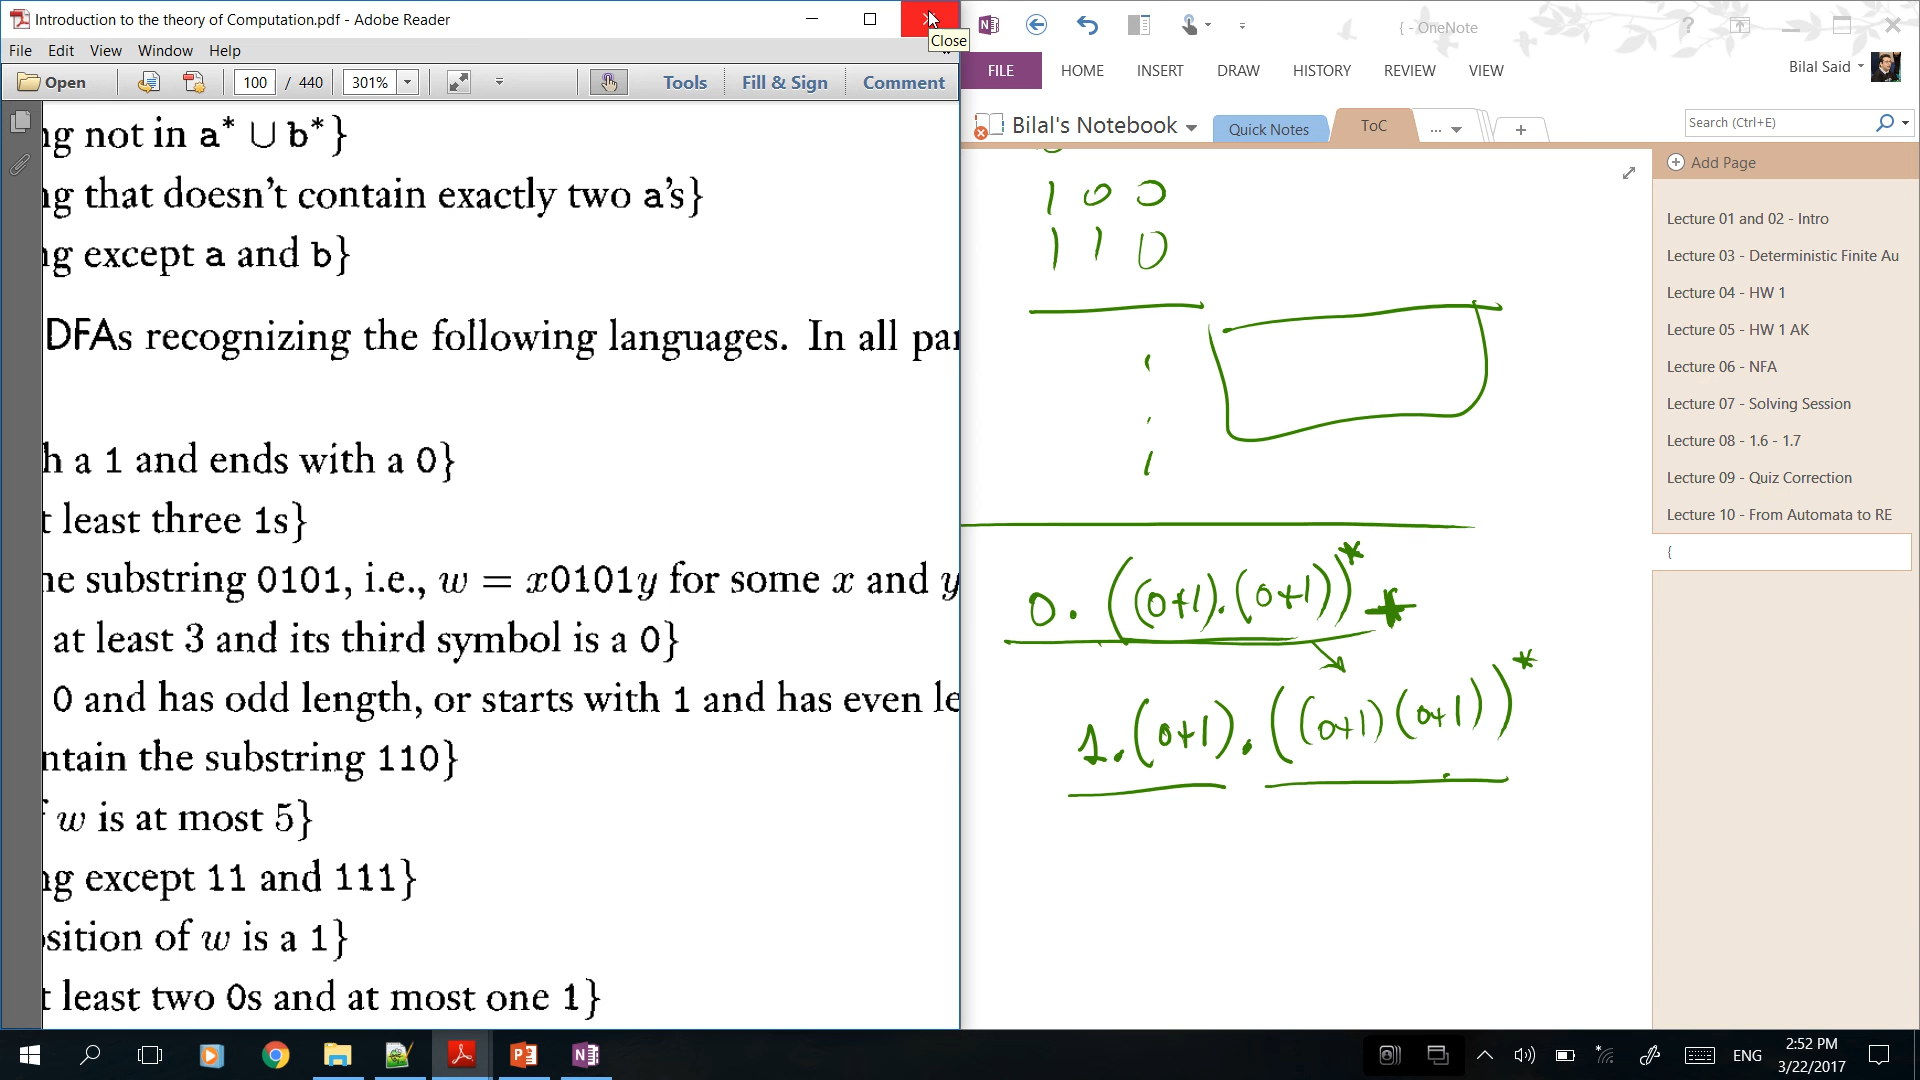 Introduction to the theory of Computation.pdf - Adobe Reader
Close
File Edit View Window Help
Open 100 / 440 301% Tools Fill & Sign Comment
ng not in a* ∪ b*}
ng that doesn't contain exactly two a's}
ng except a and b}
DFAs recognizing the following languages. In all par
h a 1 and ends with a 0}
t least three 1s}
ne substring 0101, i.e., w = x0101y for some x and y
at least 3 and its third symbol is a 0}
0 and has odd length, or starts with 1 and has even le
ntain the substring 110}
f w is at most 5}
ng except 11 and 111}
osition of w is a 1}
t least two 0s and at most one 1}
{ - OneNote
FILE HOME INSERT DRAW HISTORY REVIEW VIEW
Bilal Said
Bilal's Notebook Quick Notes ToC ... +
Search (Ctrl+E)
1 0 0
1 1 0
0. ((0+1).(0+1))* *
1.(0+1).((0+1)(0+1))*
Add Page
Lecture 01 and 02 - Intro
Lecture 03 - Deterministic Finite Au
Lecture 04 - HW 1
Lecture 05 - HW 1 AK
Lecture 06 - NFA
Lecture 07 - Solving Session
Lecture 08 - 1.6 - 1.7
Lecture 09 - Quiz Correction
Lecture 10 - From Automata to RE
{
ENG
2:52 PM
3/22/2017